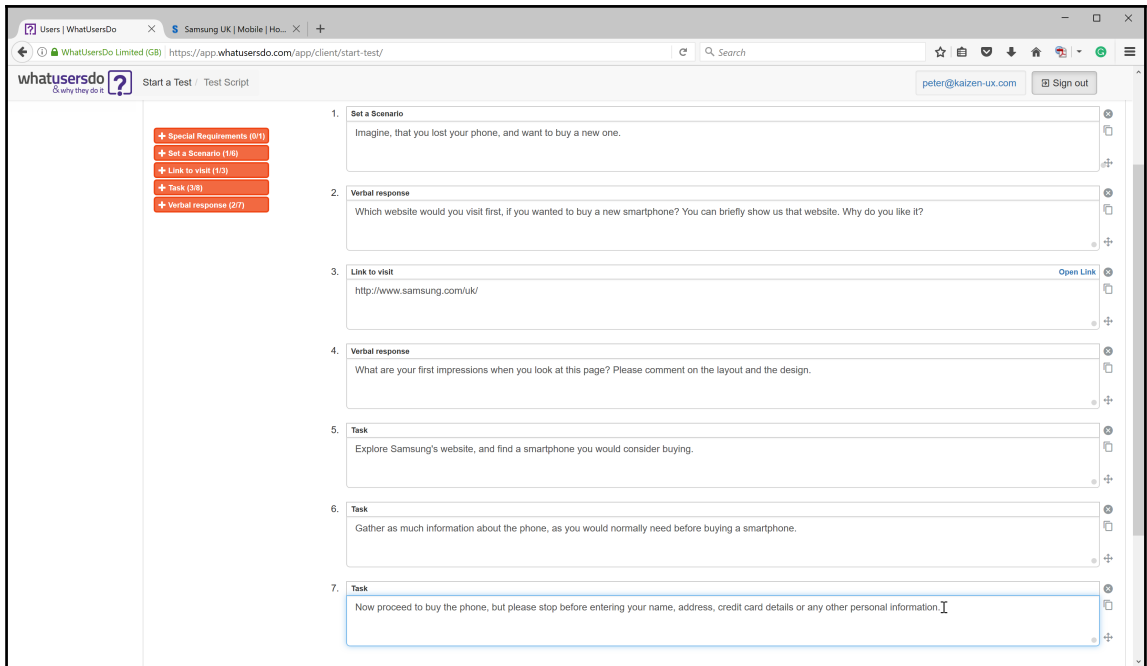 Users | WhatUsersDo
S Samsung UK | Mobile | Ho...
WhatUsersDo Limited (GB) https://app.whatusersdo.com/app/client/start-test/
Search
whatusersdo
& why they do it
?
Start a Test / Test Script
peter@kaizen-ux.com
Sign out
+ Special Requirements (0/1)
+ Set a Scenario (1/6)
+ Link to visit (1/3)
+ Task (3/8)
+ Verbal response (2/7)
1. Set a Scenario
Imagine, that you lost your phone, and want to buy a new one.
2. Verbal response
Which website would you visit first, if you wanted to buy a new smartphone? You can briefly show us that website. Why do you like it?
3. Link to visit Open Link
http://www.samsung.com/uk/
4. Verbal response
What are your first impressions when you look at this page? Please comment on the layout and the design.
5. Task
Explore Samsung's website, and find a smartphone you would consider buying.
6. Task
Gather as much information about the phone, as you would normally need before buying a smartphone.
7. Task
Now proceed to buy the phone, but please stop before entering your name, address, credit card details or any other personal information.